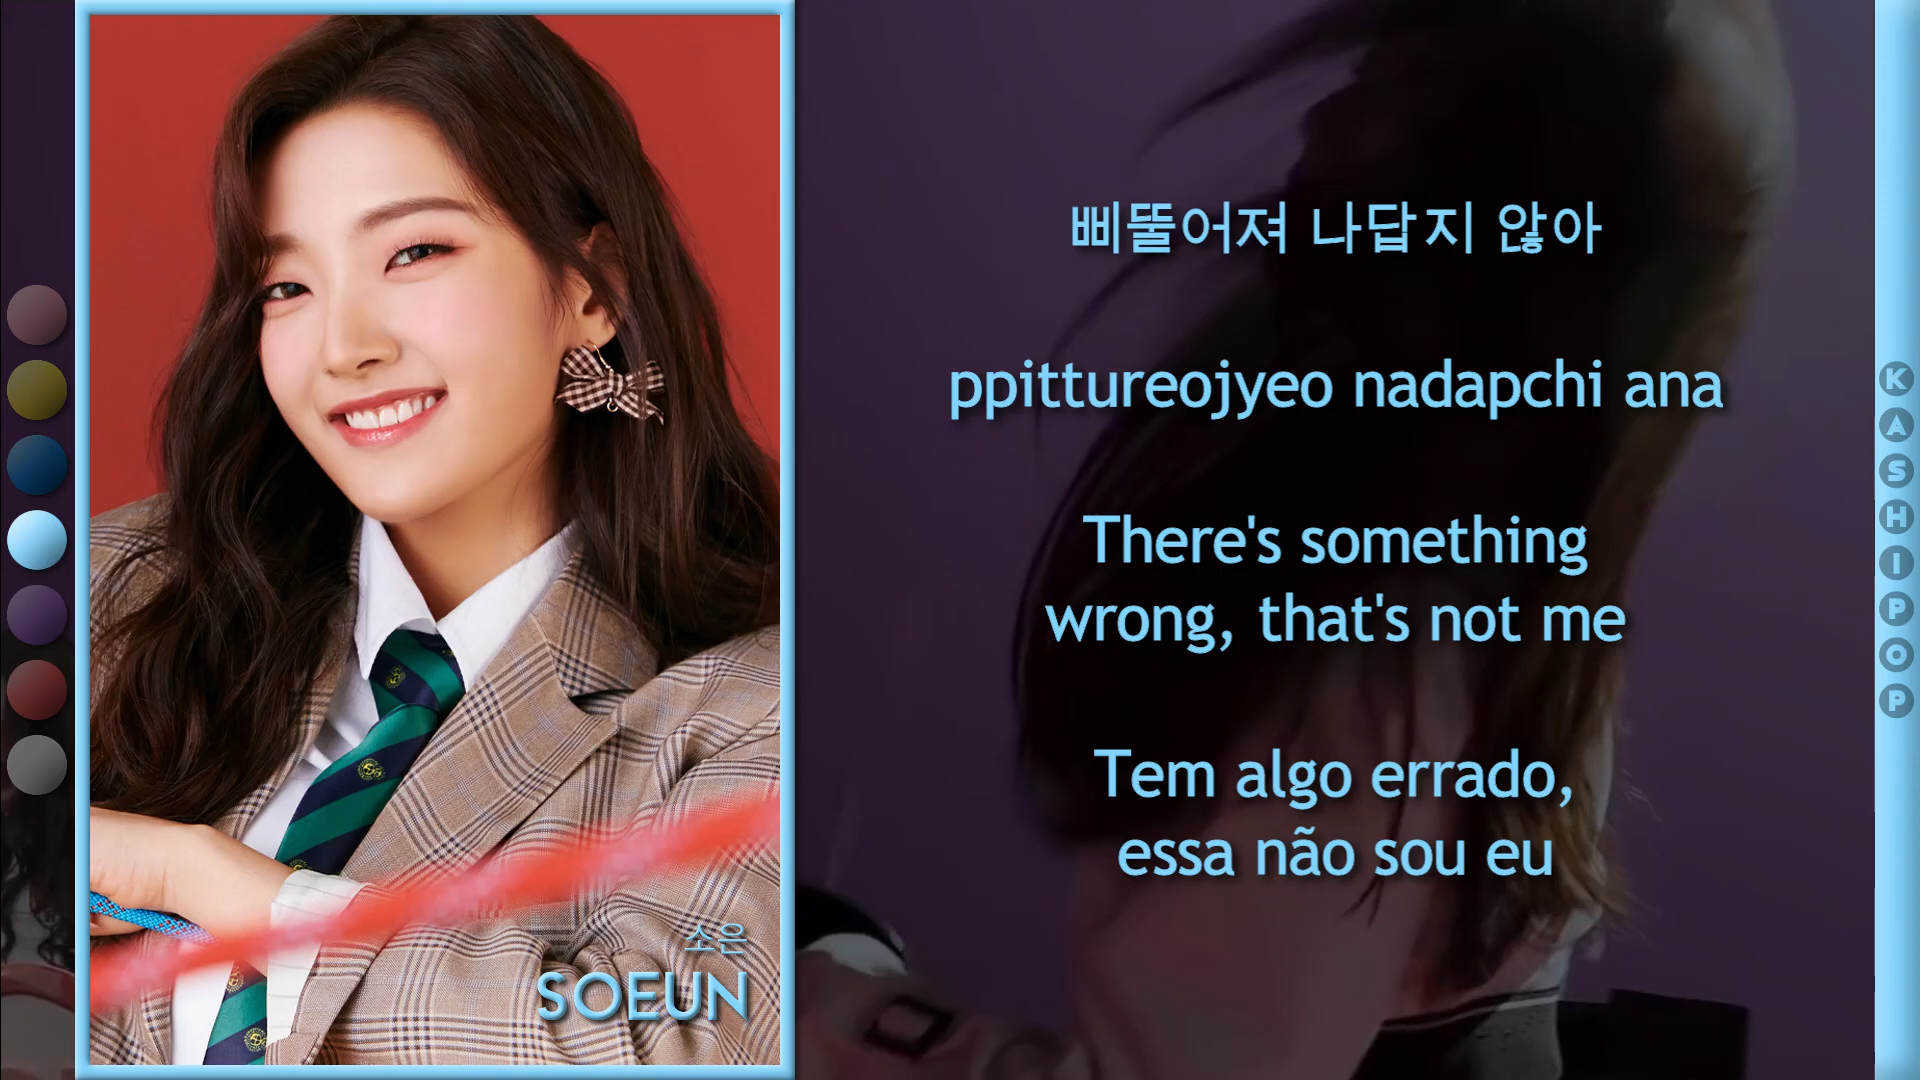 소은
SOEUN
삐뚤어져 나답지 않아
ppittureojyeo nadapchi ana
There's something
wrong, that's not me
Tem algo errado,
essa não sou eu
KASHIPOP